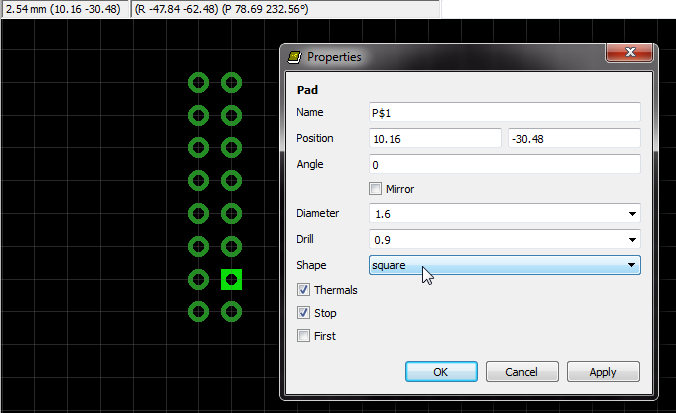 2.54 mm (10.16 -30.48) (R -47.84 -62.48) (P 78.69 232.56°)
Properties
Pad
Name P$1
Position 10.16 -30.48
Angle 0
Mirror
Diameter 1.6
Drill 0.9
Shape square
Thermals
Stop
First
OK Cancel Apply